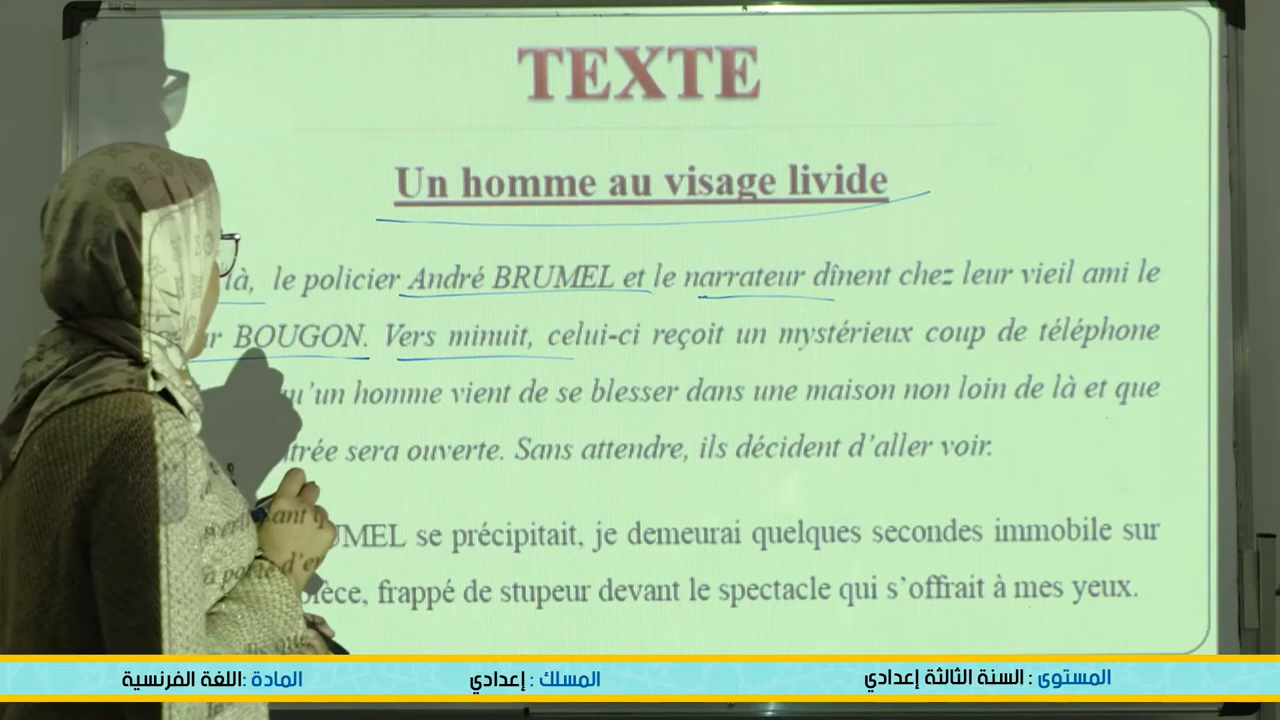 TEXTE
Un homme au visage livide
là, le policier André BRUMEL et le narrateur dînent chez leur vieil ami le
BOUGON. Vers minuit, celui-ci reçoit un mystérieux coup de téléphone
qu'un homme vient de se blesser dans une maison non loin de là et que
sera ouverte. Sans attendre, ils décident d'aller voir.
se précipitait, je demeurai quelques secondes immobile sur
frappé de stupeur devant le spectacle qui s'offrait à mes yeux.
المستوى : السنة الثالثة إعدادي
المسلك : إعدادي
المادة :اللغة الفرنسية